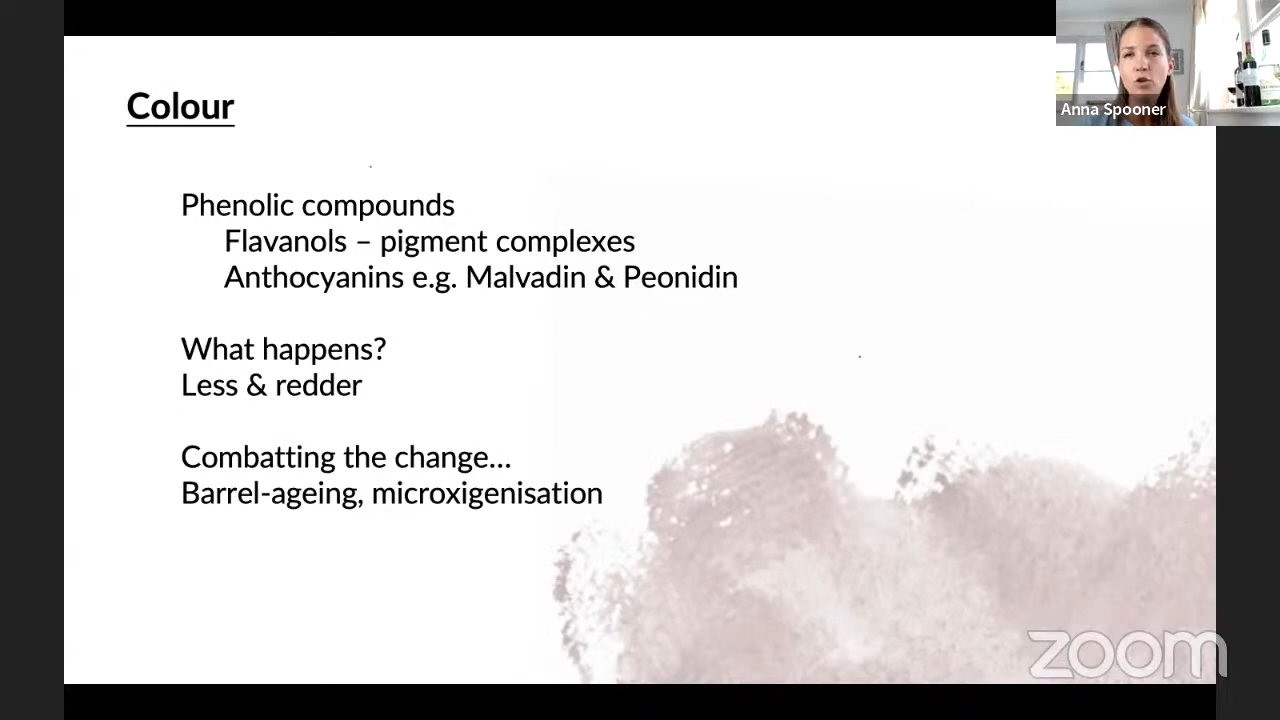 Colour
Anna Spooner
Phenolic compounds
Flavanols – pigment complexes
Anthocyanins e.g. Malvadin & Peonidin
What happens?
Less & redder
Combatting the change...
Barrel-ageing, microxigenisation
zoom